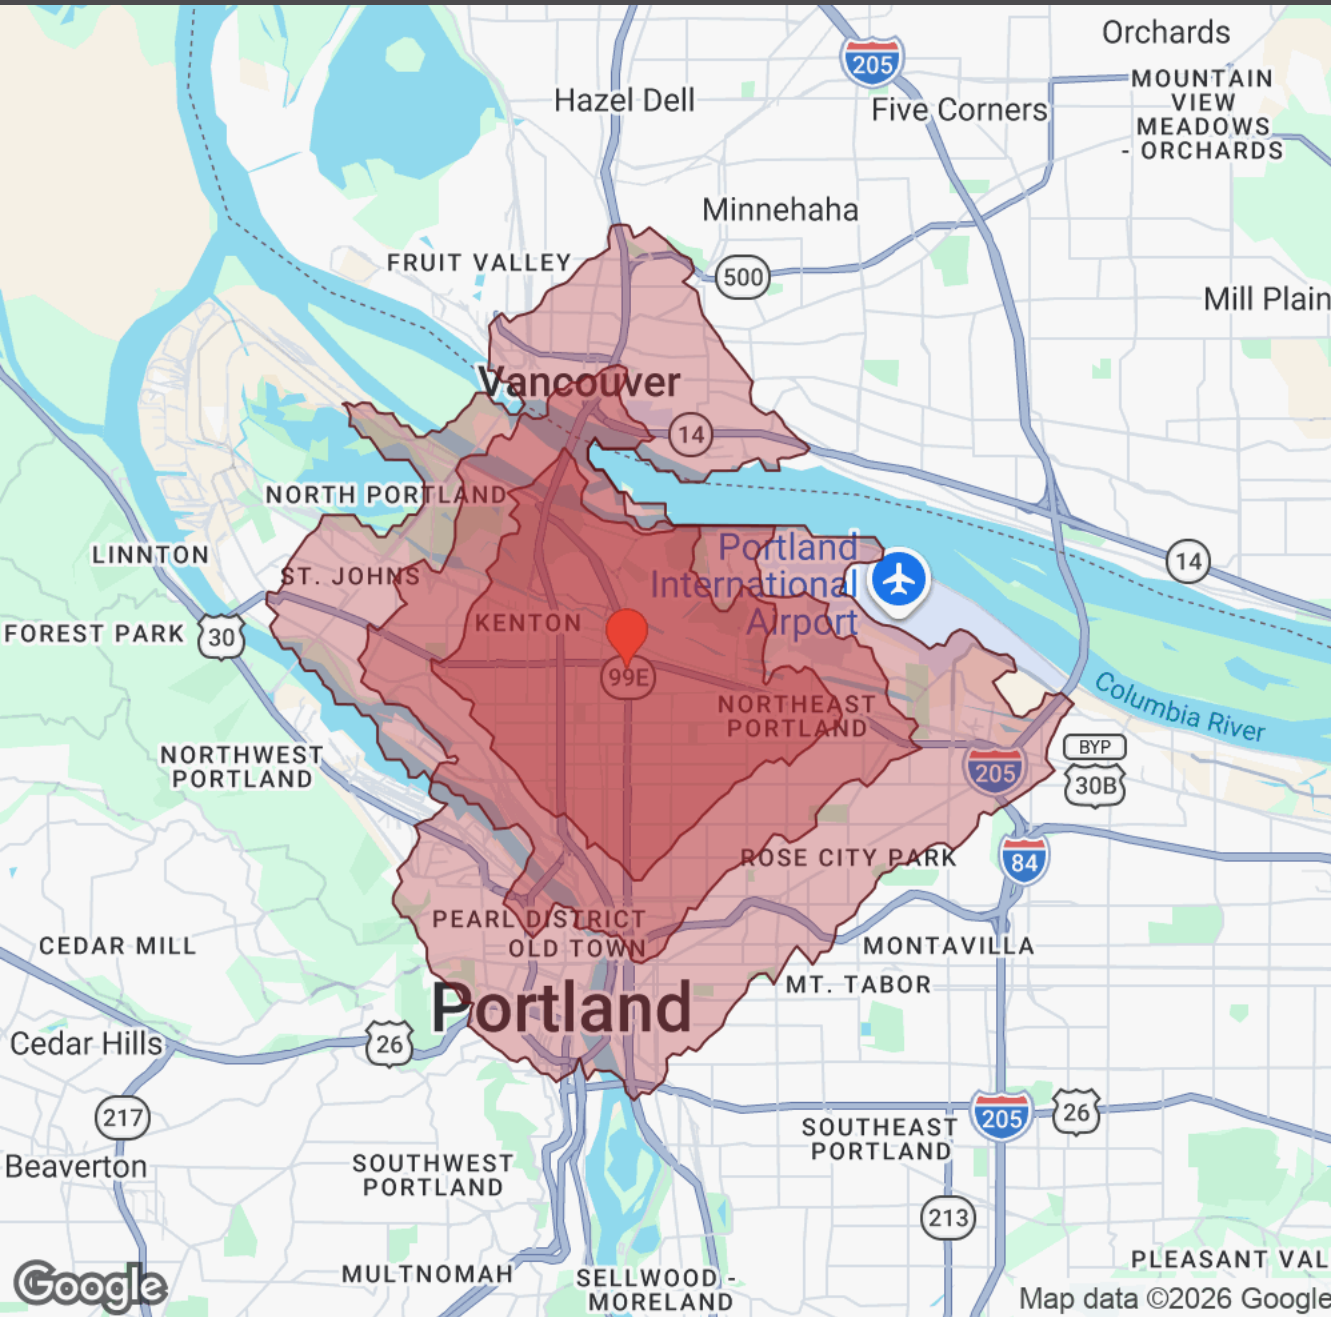 Orchards
205
Hazel Dell
Five Corners
MOUNTAIN
VIEW
MEADOWS
- ORCHARDS
Minnehaha
FRUIT VALLEY
500
Mill Plain
Vancouver
14
NORTH PORTLAND
LINNTON
Portland
International
Airport
14
ST. JOHNS
FOREST PARK
30
KENTON
99E
NORTHEAST
PORTLAND
Columbia River
NORTHWEST
PORTLAND
205
BYP
30B
ROSE CITY PARK
84
PEARL DISTRICT
OLD TOWN
CEDAR MILL
MONTAVILLA
MT. TABOR
Portland
Cedar Hills
26
217
205
26
SOUTHEAST
PORTLAND
Beaverton
SOUTHWEST
PORTLAND
213
MULTNOMAH
SELLWOOD -
MORELAND
PLEASANT VAL
Google
Map data ©2026 Google